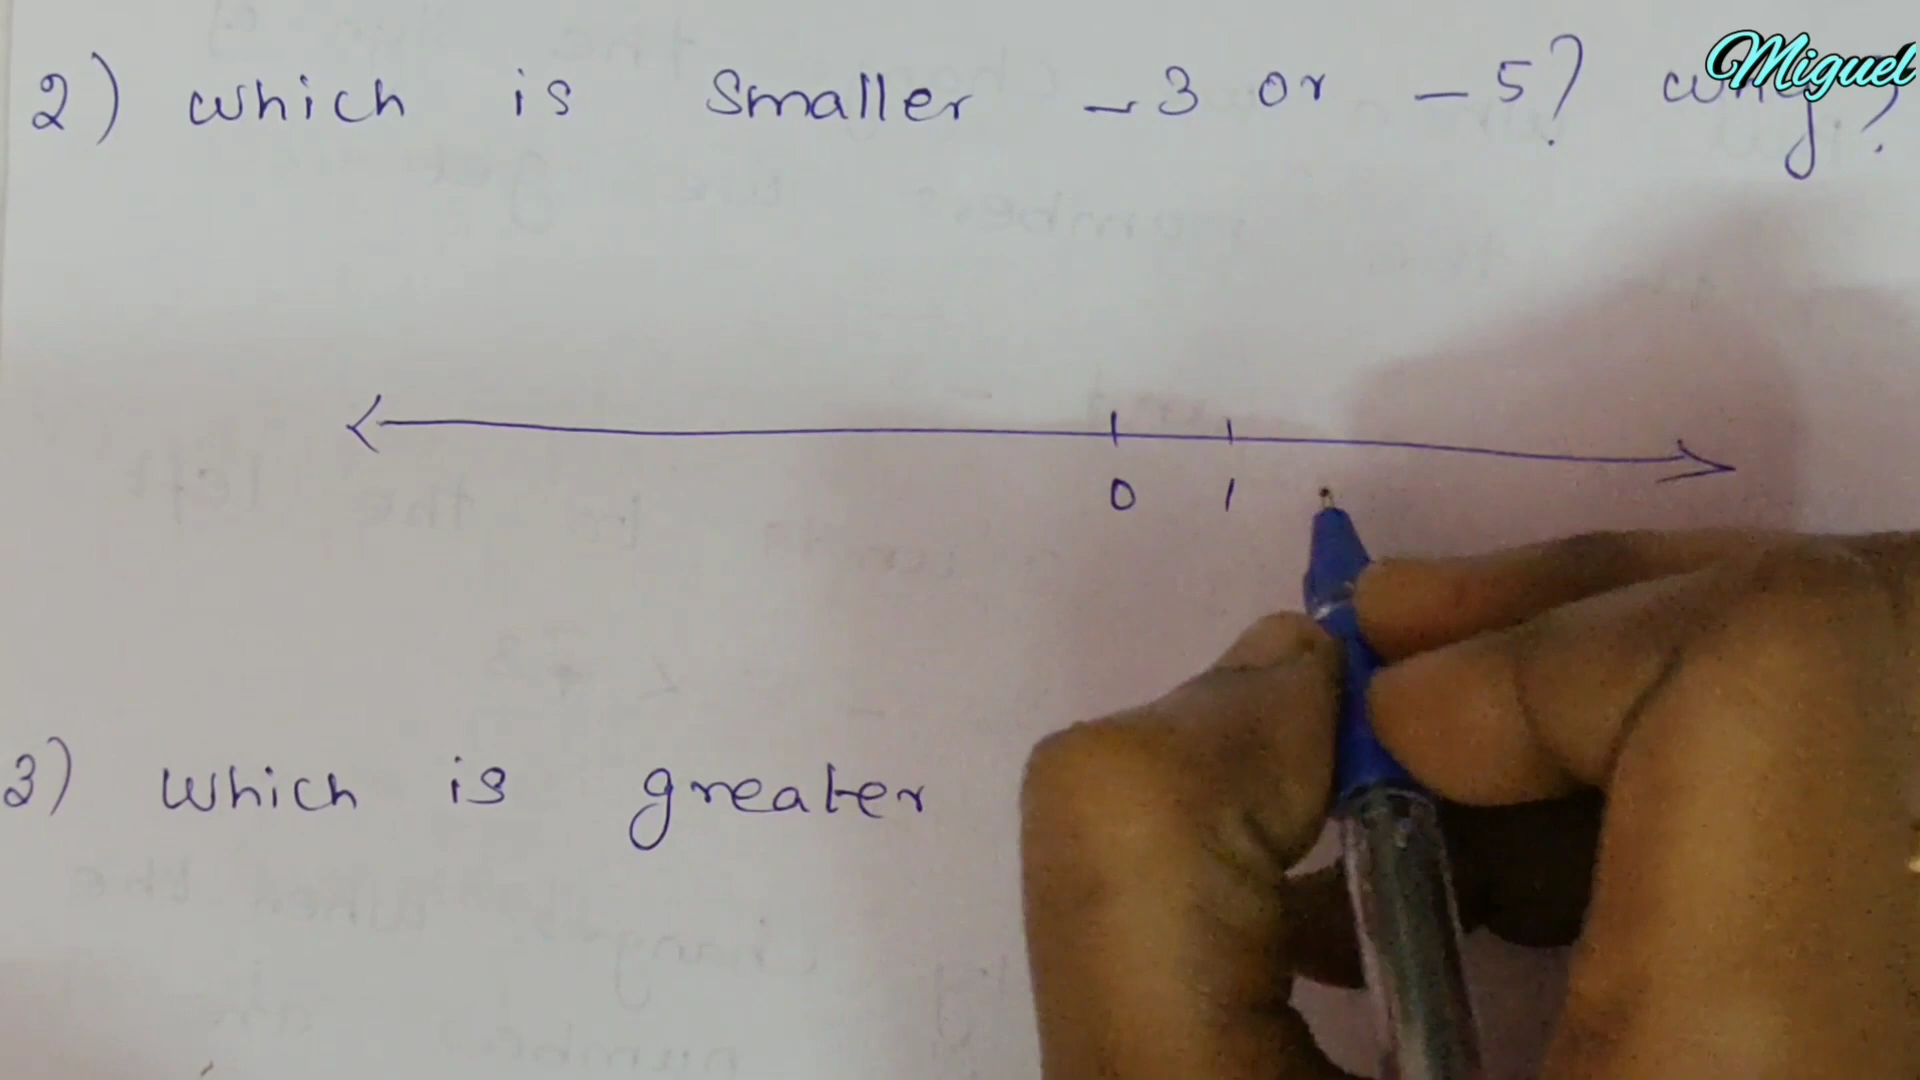 2) which is smaller -3 or -5? why?
Miguel
0 1
3) which is greater